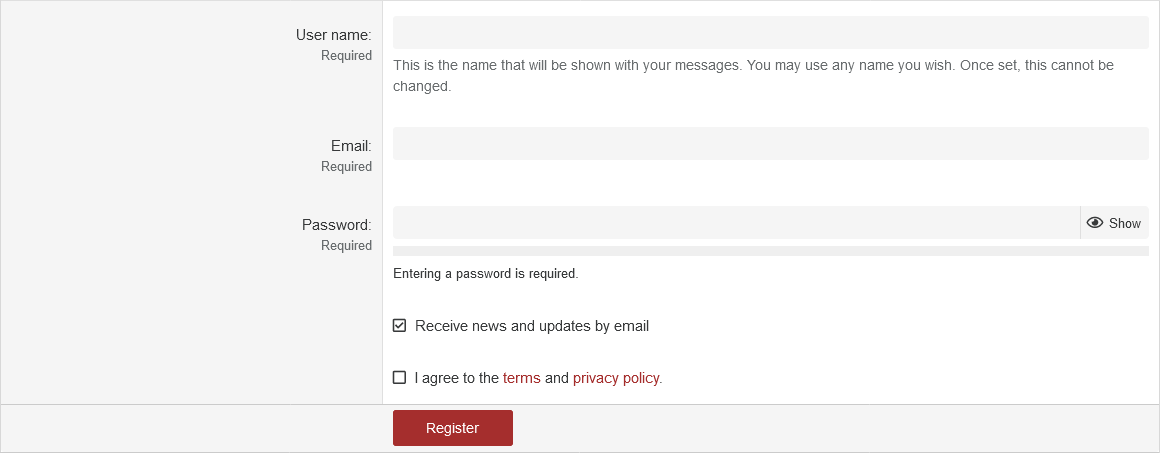 User name:
Required
This is the name that will be shown with your messages. You may use any name you wish. Once set, this cannot be
changed.
Email:
Required
Password:
Required
Show
Entering a password is required.
Receive news and updates by email
I agree to the terms and privacy policy.
Register